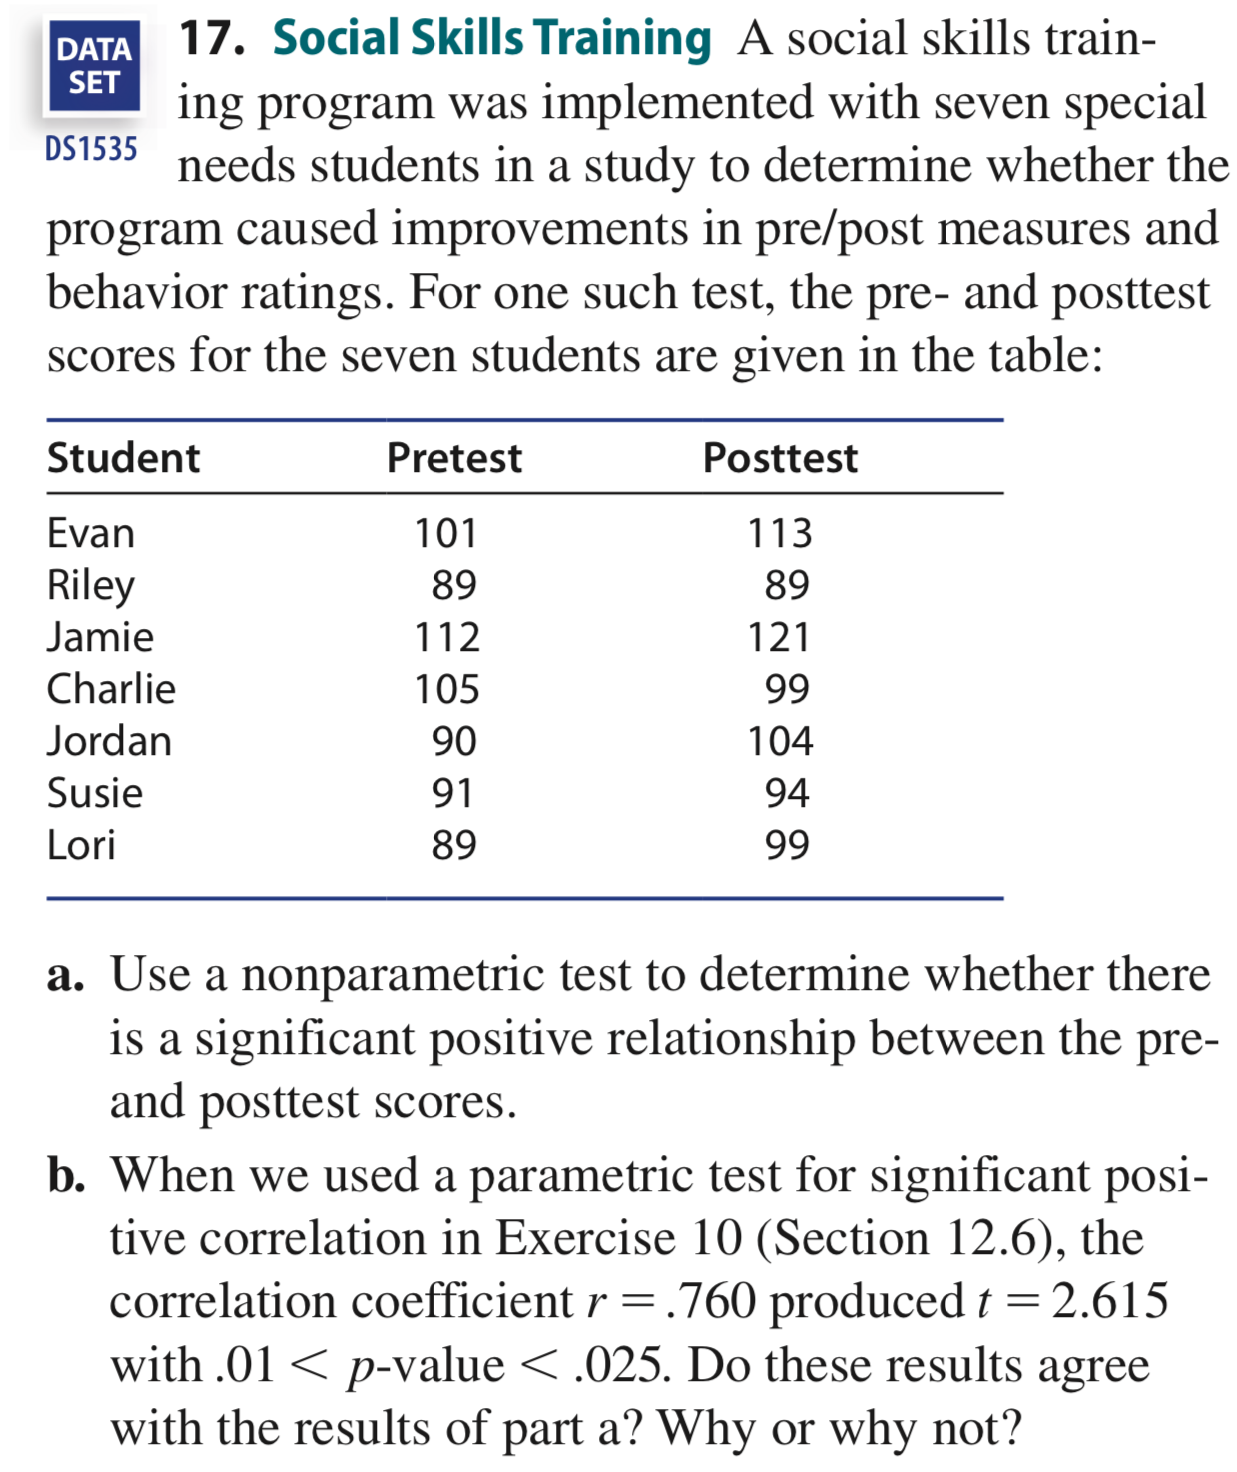 DATA
SET
DS1535
17. Social Skills Training A social skills train-
ing program was implemented with seven special
needs students in a study to determine whether the
program caused improvements in pre/post measures and
behavior ratings. For one such test, the pre- and posttest
scores for the seven students are given in the table:
Student Pretest Posttest
Evan 101 113
Riley 89 89
Jamie 112 121
Charlie 105 99
Jordan 90 104
Susie 91 94
Lori 89 99
a. Use a nonparametric test to determine whether there
is a significant positive relationship between the pre-
and posttest scores.
b. When we used a parametric test for significant posi-
tive correlation in Exercise 10 (Section 12.6), the
correlation coefficient r = .760 produced t = 2.615
with .01 < p-value < .025. Do these results agree
with the results of part a? Why or why not?